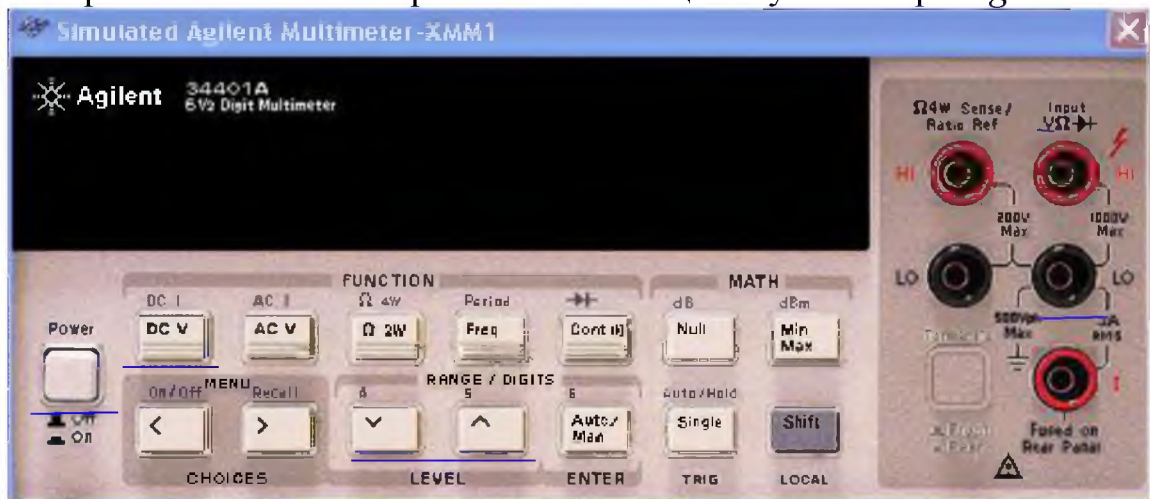 Simulated Agilent Multimeter-XMM1
Agilent
34401A
6½ Digit Multimeter
Ω4W Sense/
Ratio Ref
Input
VΩ
HI
HI
200V
Max
1000V
Max
LO
LO
FUNCTION
MATH
DC I
AC I
Ω 4W
Period
dB
dBm
Power
DC V
AC V
Ω 2W
Freq
Cont
Null
Min
Max
500Vpk
Max
3A
RMS
Terminals
I
Off
On
MENU
RANGE / DIGITS
On/Off
Recall
4
5
6
Auto/Hold
<
>
Auto/
Man
Single
Shift
Front
Rear
Fused on
Rear Panel
CHOICES
LEVEL
ENTER
TRIG
LOCAL